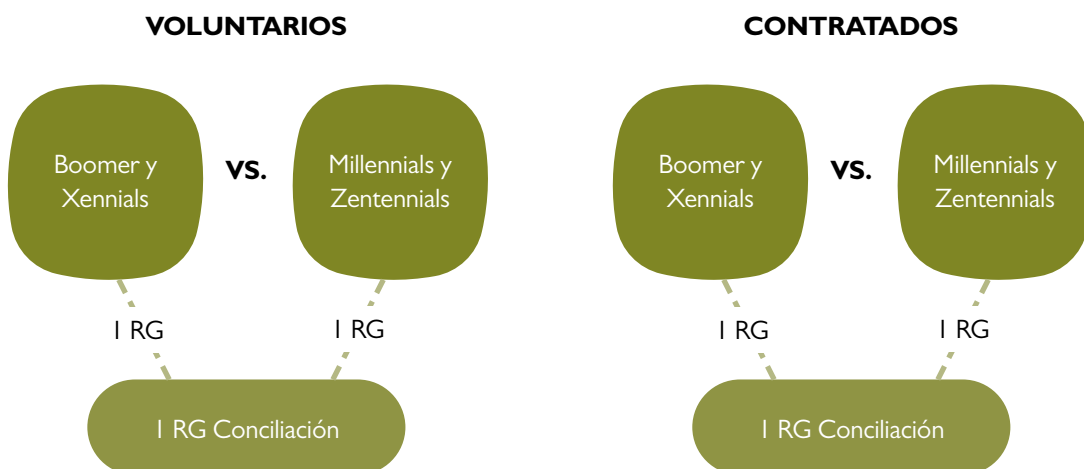 VOLUNTARIOS
Boomer y
Xennials
VS.
Millennials y
Zentennials
1 RG
1 RG
1 RG Conciliación
CONTRATADOS
Boomer y
Xennials
VS.
Millennials y
Zentennials
1 RG
1 RG
1 RG Conciliación